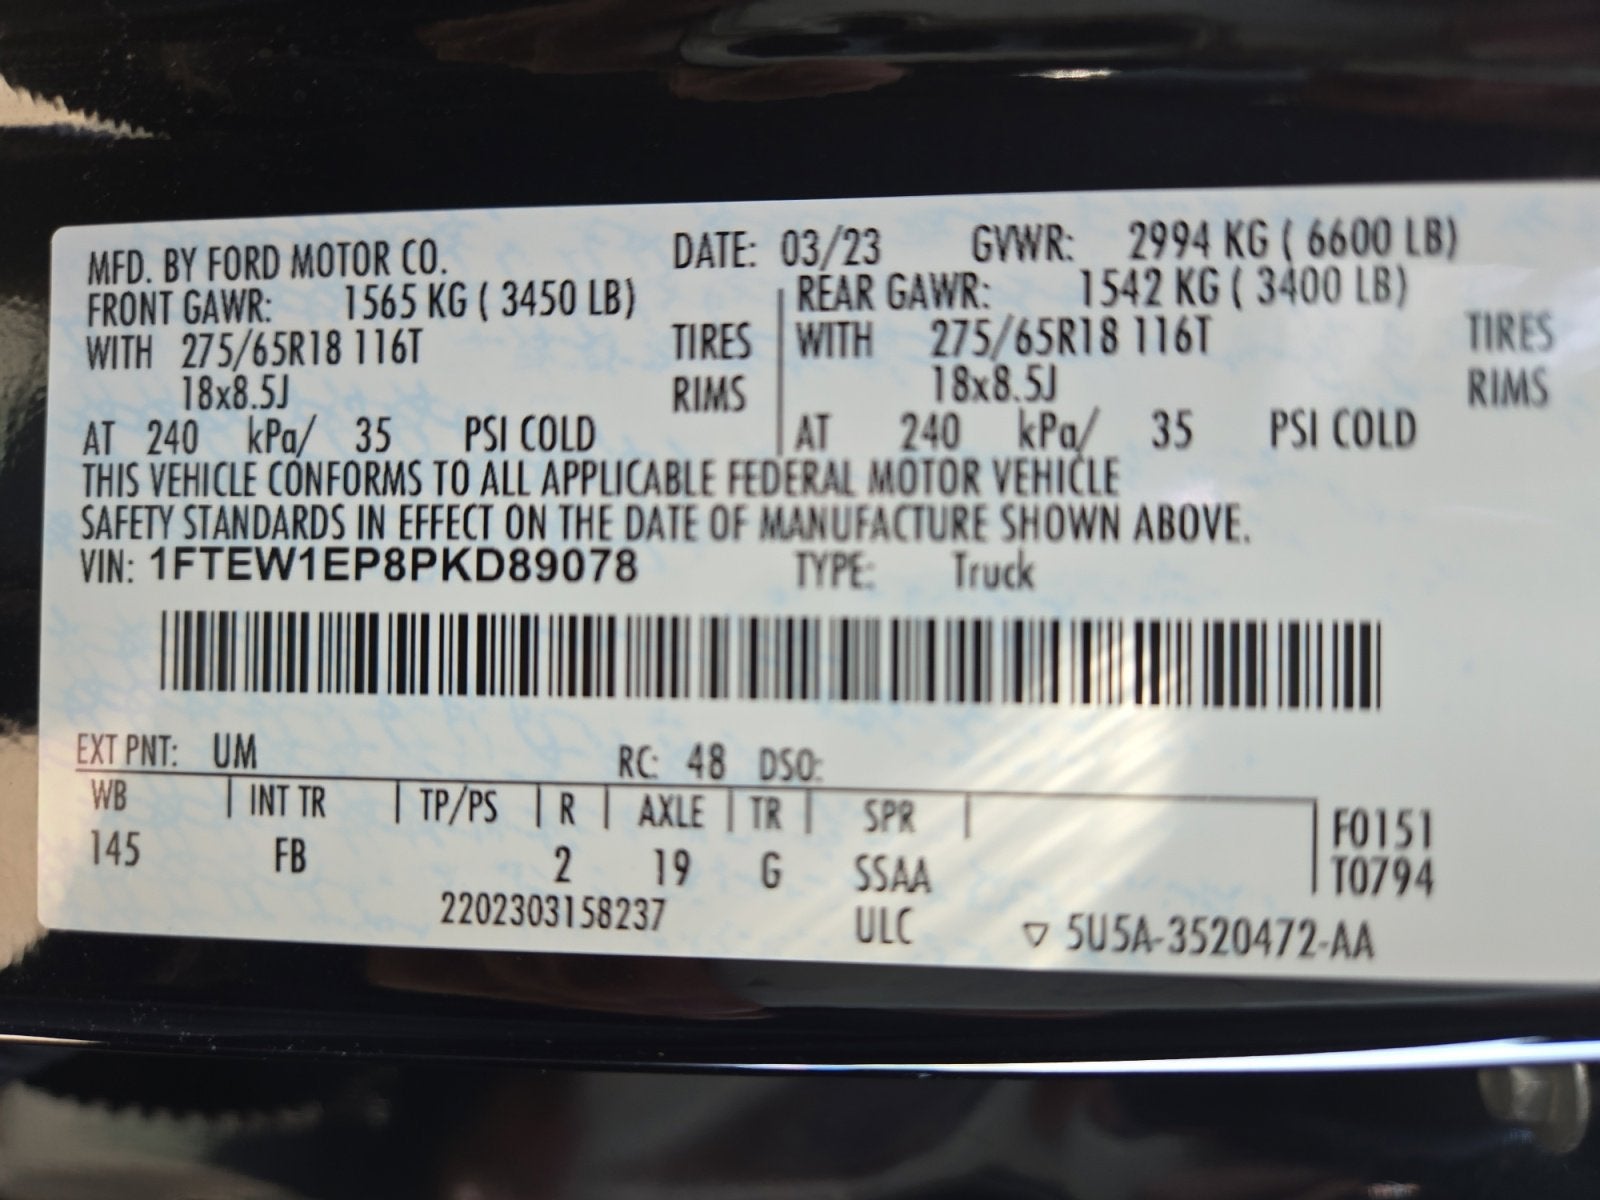 MFD. BY FORD MOTOR CO. DATE: 03/23 GVWR: 2994 KG ( 6600 LB)
FRONT GAWR: 1565 KG ( 3450 LB) REAR GAWR: 1542 KG ( 3400 LB)
WITH 275/65R18 116T TIRES WITH 275/65R18 116T TIRES
18x8.5J RIMS 18x8.5J RIMS
AT 240 kPa/ 35 PSI COLD AT 240 kPa/ 35 PSI COLD
THIS VEHICLE CONFORMS TO ALL APPLICABLE FEDERAL MOTOR VEHICLE
SAFETY STANDARDS IN EFFECT ON THE DATE OF MANUFACTURE SHOWN ABOVE.
VIN: 1FTEW1EP8PKD89078 TYPE: Truck
EXT PNT: UM RC: 48 DSO:
WB INT TR TP/PS R AXLE TR SPR F0151
145 FB 2 19 G SSAA T0794
2202303158237 ULC ▽ 5U5A-3520472-AA